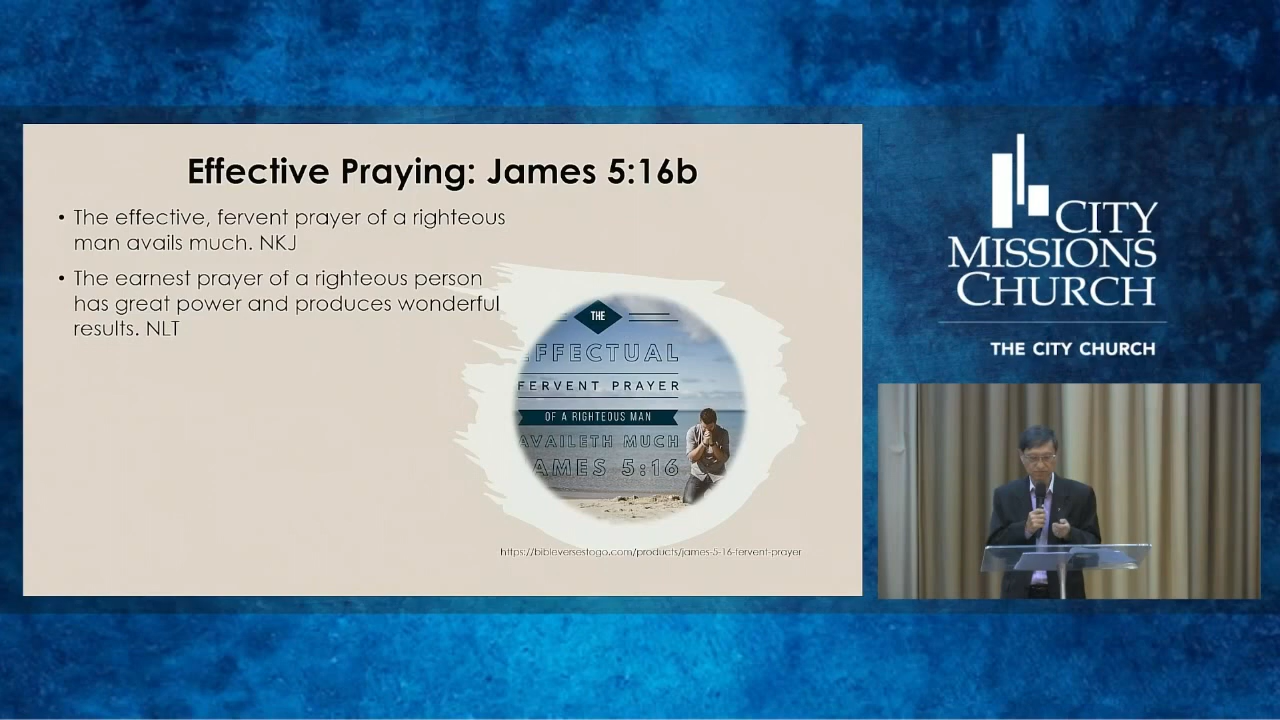 Effective Praying: James 5:16b
• The effective, fervent prayer of a righteous
man avails much. NKJ
• The earnest prayer of a righteous person
has great power and produces wonderful
results. NLT
THE
EFFECTUAL
FERVENT PRAYER
OF A RIGHTEOUS MAN
AVAILETH MUCH
JAMES 5:16
https://bibleversestogo.com/products/james-5-16-fervent-prayer
CITY
MISSIONS
CHURCH
THE CITY CHURCH